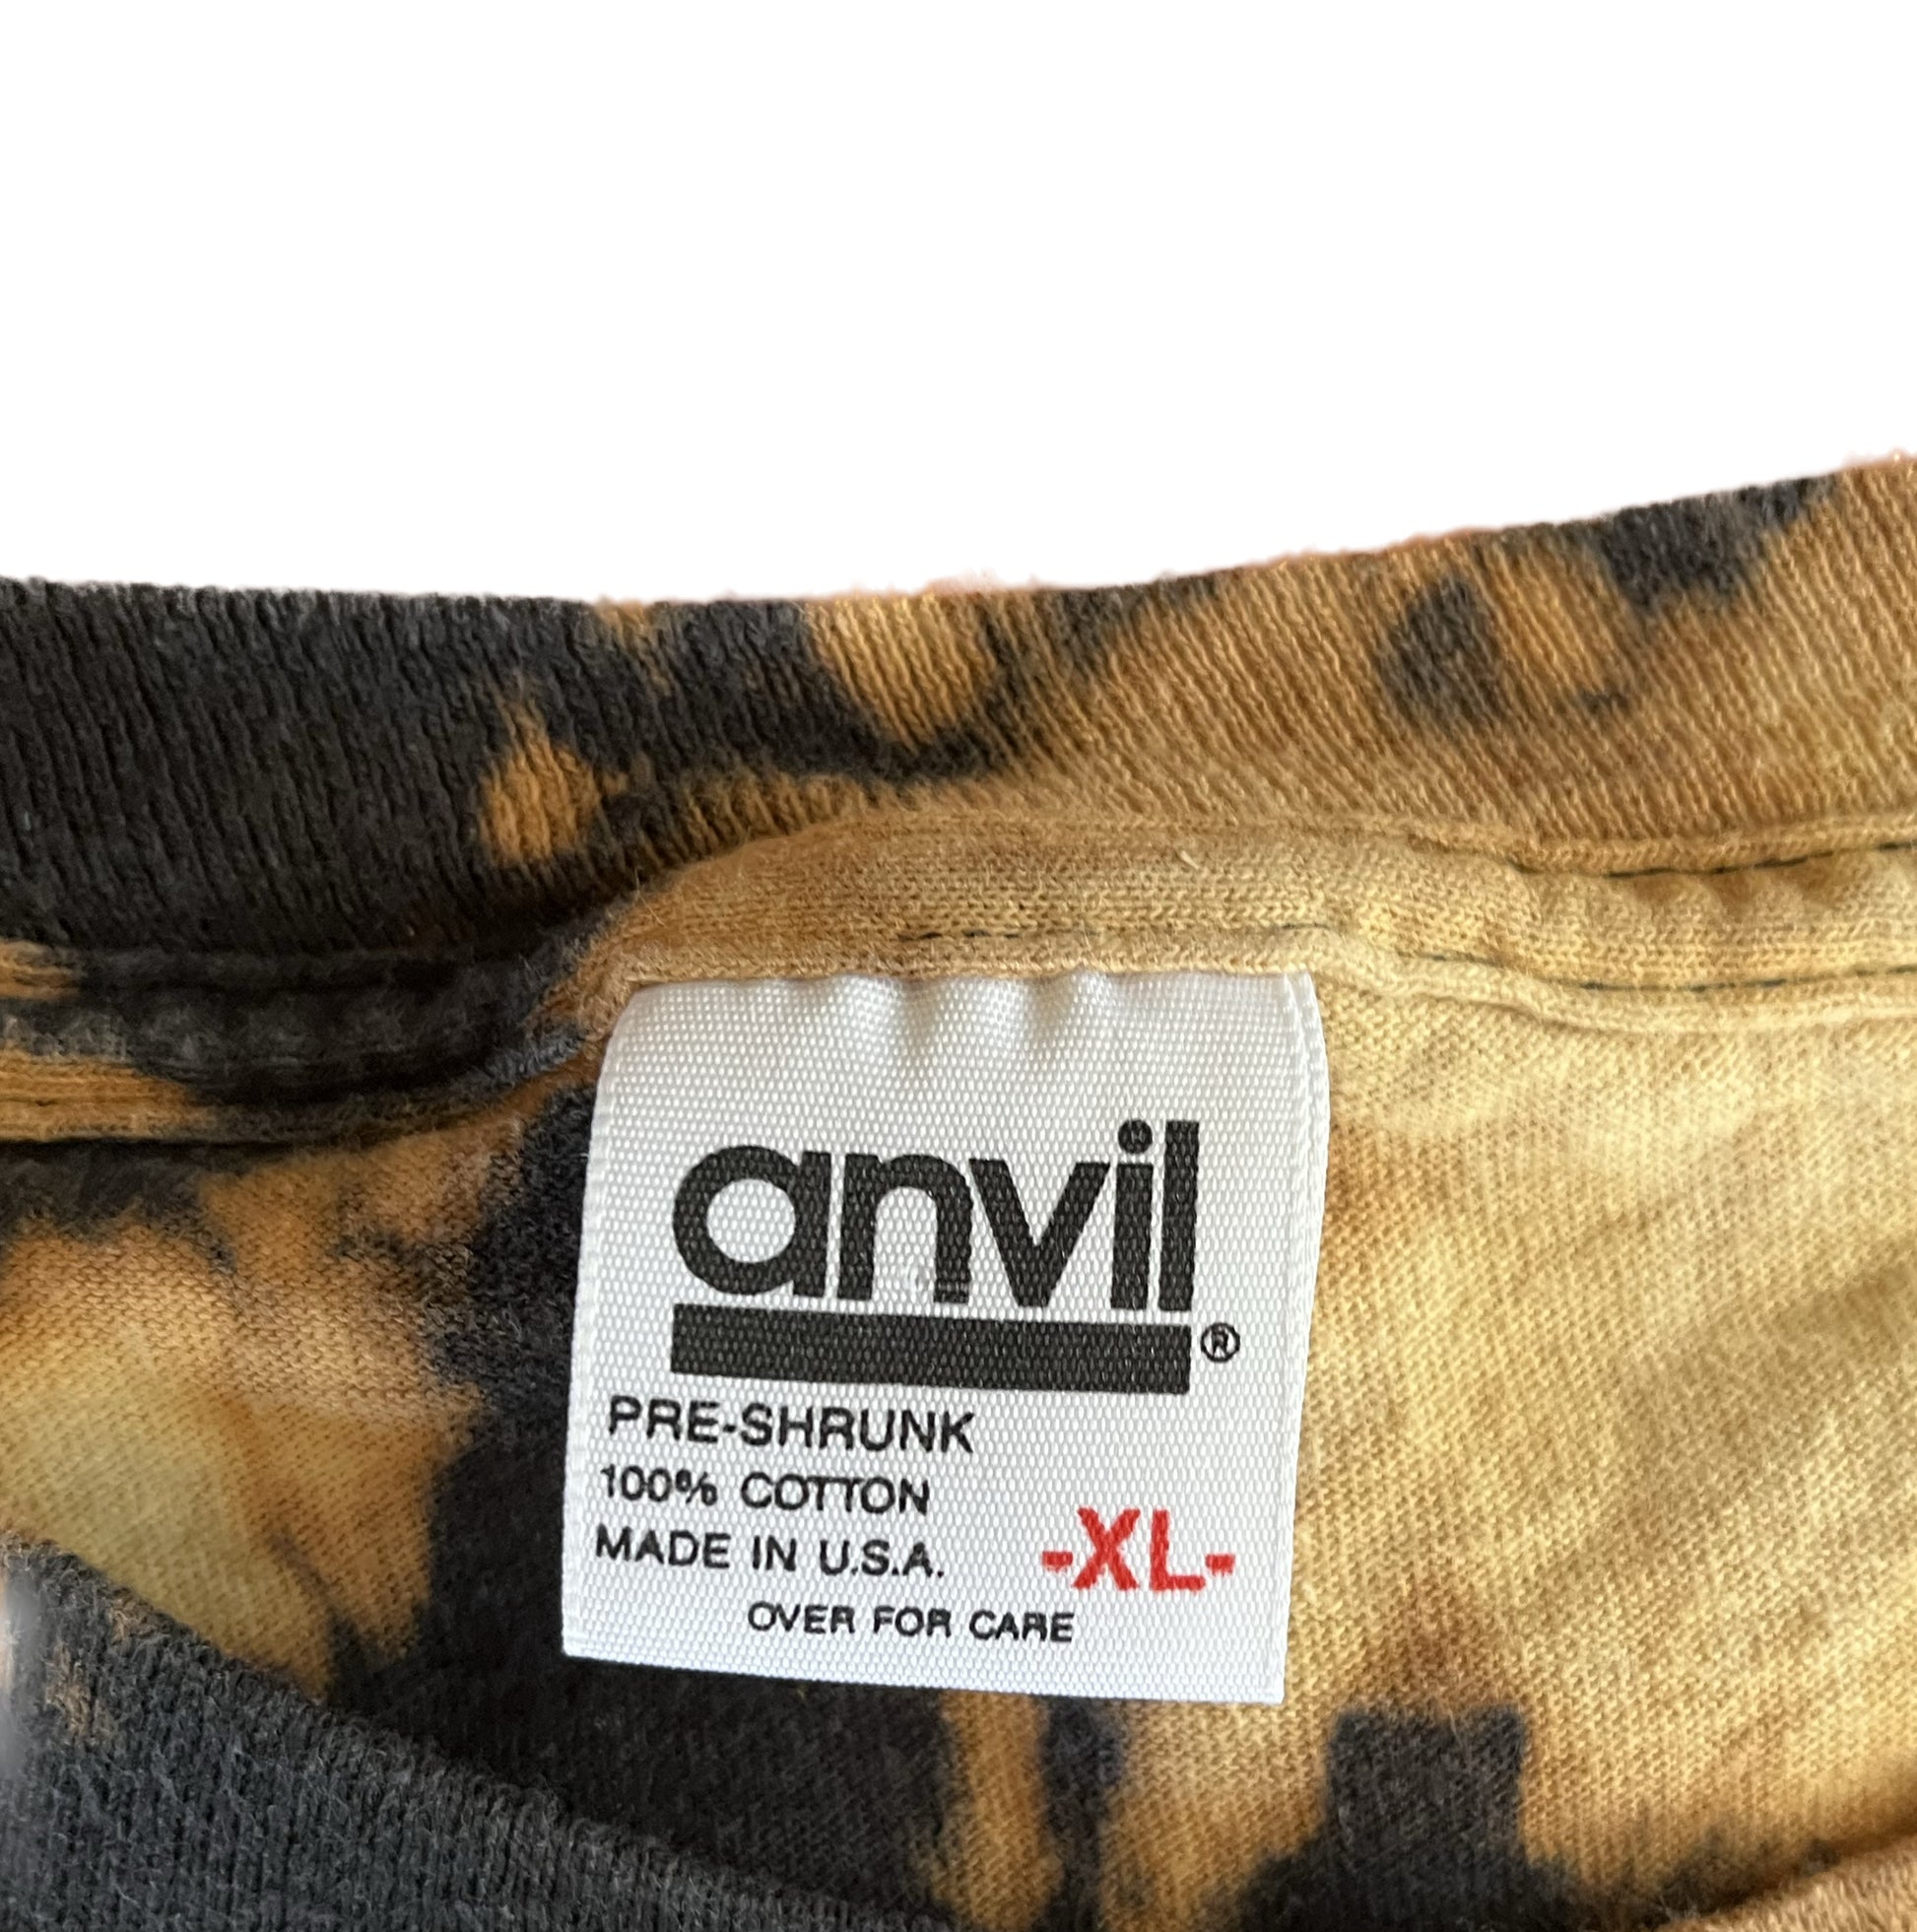 anvil®
PRE-SHRUNK
100% COTTON
MADE IN U.S.A. -XL-
OVER FOR CARE